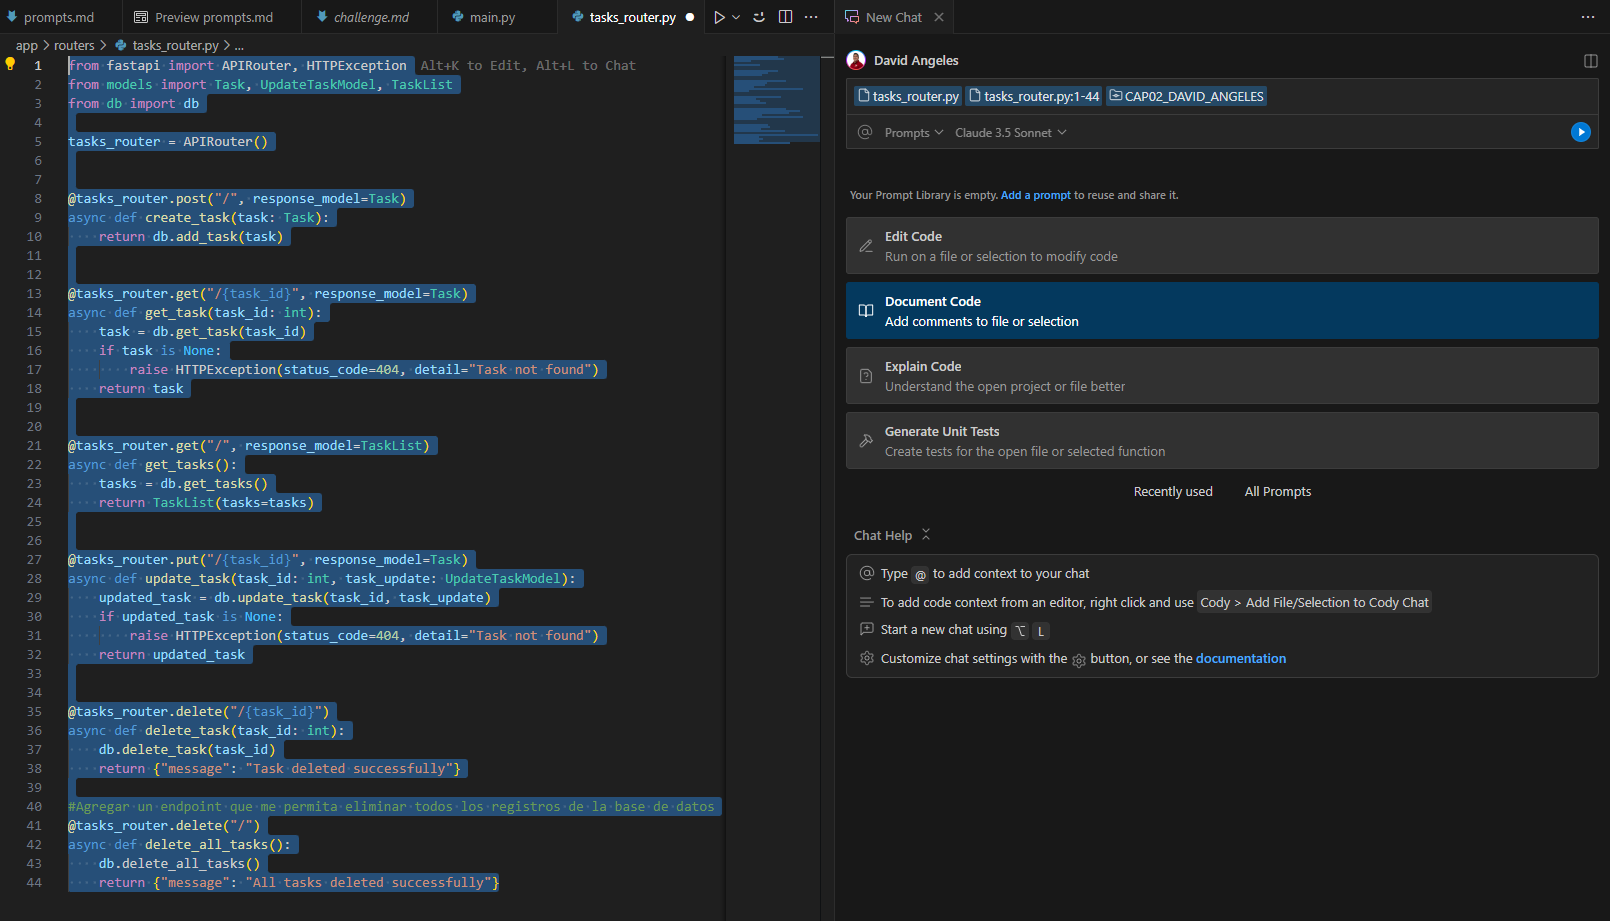 prompts.md
Preview prompts.md
challenge.md
main.py
tasks_router.py
New Chat
app > routers > tasks_router.py > ...
1 from fastapi import APIRouter, HTTPException Alt+K to Edit, Alt+L to Chat
2 from models import Task, UpdateTaskModel, TaskList
3 from db import db
4
5 tasks_router = APIRouter()
6
7
8 @tasks_router.post("/", response_model=Task)
9 async def create_task(task: Task):
10 return db.add_task(task)
11
12
13 @tasks_router.get("/{task_id}", response_model=Task)
14 async def get_task(task_id: int):
15 task = db.get_task(task_id)
16 if task is None:
17 raise HTTPException(status_code=404, detail="Task not found")
18 return task
19
20
21 @tasks_router.get("/", response_model=TaskList)
22 async def get_tasks():
23 tasks = db.get_tasks()
24 return TaskList(tasks=tasks)
25
26
27 @tasks_router.put("/{task_id}", response_model=Task)
28 async def update_task(task_id: int, task_update: UpdateTaskModel):
29 updated_task = db.update_task(task_id, task_update)
30 if updated_task is None:
31 raise HTTPException(status_code=404, detail="Task not found")
32 return updated_task
33
34
35 @tasks_router.delete("/{task_id}")
36 async def delete_task(task_id: int):
37 db.delete_task(task_id)
38 return {"message": "Task deleted successfully"}
39
40 #Agregar un endpoint que me permita eliminar todos los registros de la base de datos
41 @tasks_router.delete("/")
42 async def delete_all_tasks():
43 db.delete_all_tasks()
44 return {"message": "All tasks deleted successfully"}
David Angeles
tasks_router.py tasks_router.py:1-44 CAP02_DAVID_ANGELES
@ Prompts Claude 3.5 Sonnet
Your Prompt Library is empty. Add a prompt to reuse and share it.
Edit Code
Run on a file or selection to modify code
Document Code
Add comments to file or selection
Explain Code
Understand the open project or file better
Generate Unit Tests
Create tests for the open file or selected function
Recently used All Prompts
Chat Help
@ Type @ to add context to your chat
To add code context from an editor, right click and use Cody > Add File/Selection to Cody Chat
Start a new chat using ⌥ L
Customize chat settings with the button, or see the documentation